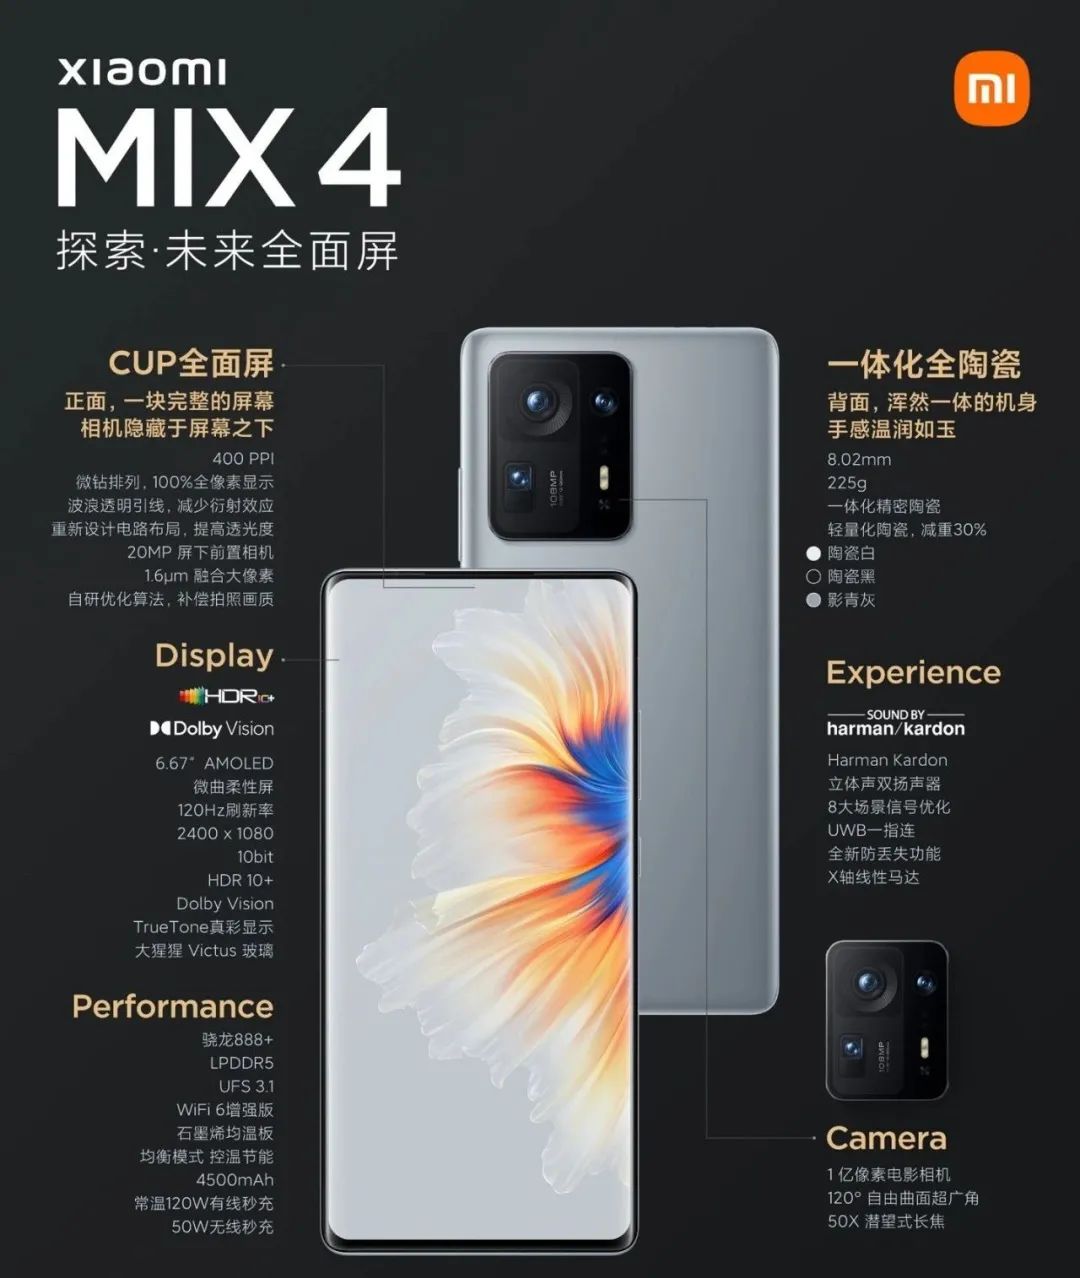 xiaomi
MIX 4
探索·未来全面屏
CUP全面屏
正面，一块完整的屏幕
相机隐藏于屏幕之下
400 PPI
微钻排列，100%全像素显示
波浪透明引线，减少衍射效应
重新设计电路布局，提高透光度
20MP 屏下前置相机
1.6μm 融合大像素
自研优化算法，补偿拍照画质
Display
HDR10+
Dolby Vision
6.67" AMOLED
微曲柔性屏
120Hz刷新率
2400 x 1080
10bit
HDR 10+
Dolby Vision
TrueTone真彩显示
大猩猩 Victus 玻璃
Performance
骁龙888+
LPDDR5
UFS 3.1
WiFi 6增强版
石墨烯均温板
均衡模式 控温节能
4500mAh
常温120W有线秒充
50W无线秒充
108MP
mi
一体化全陶瓷
背面，浑然一体的机身
手感温润如玉
8.02mm
225g
一体化精密陶瓷
轻量化陶瓷，减重30%
陶瓷白
陶瓷黑
影青灰
Experience
SOUND BY
harman/kardon
Harman Kardon
立体声双扬声器
8大场景信号优化
UWB一指连
全新防丢失功能
X轴线性马达
108MP
Camera
1 亿像素电影相机
120° 自由曲面超广角
50X 潜望式长焦